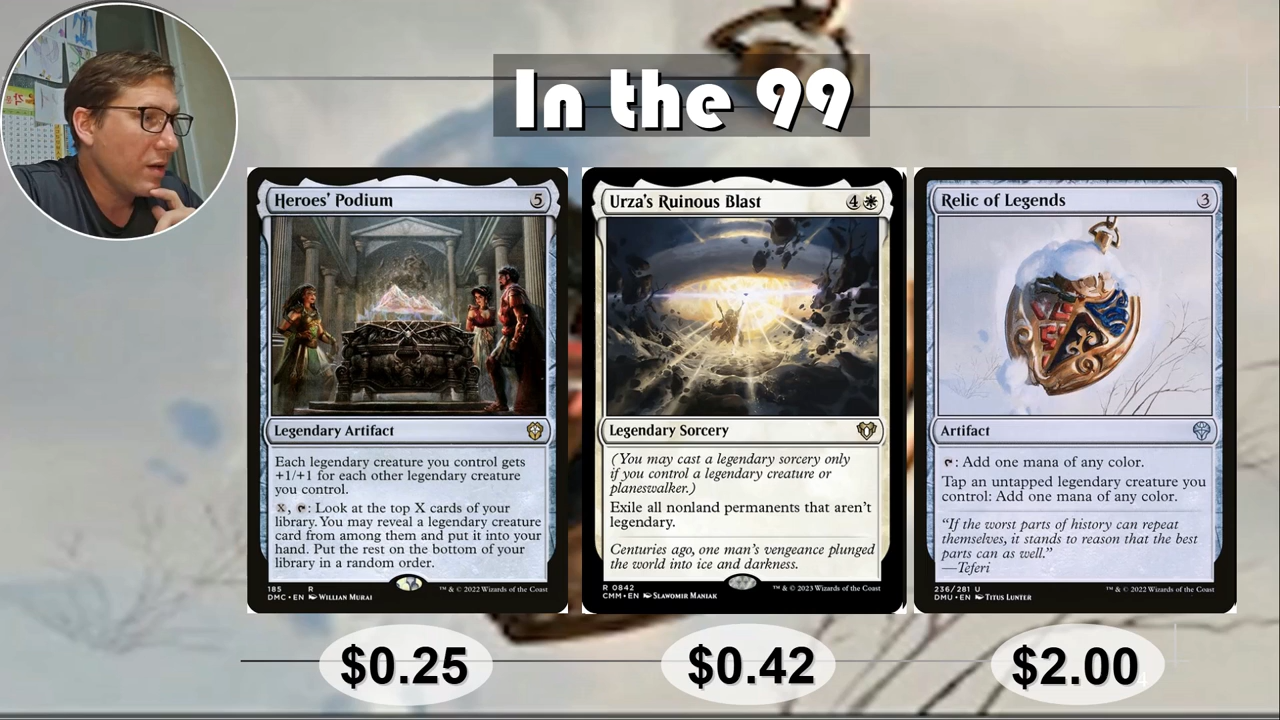 In the 99
Heroes' Podium 5
Legendary Artifact
Each legendary creature you control gets
+1/+1 for each other legendary creature
you control.
X, : Look at the top X cards of your
library. You may reveal a legendary creature
card from among them and put it into your
hand. Put the rest on the bottom of your
library in a random order.
185 R
DMC • EN Willian Murai
™ & © 2022 Wizards of the Coast
$0.25
Urza's Ruinous Blast 4
Legendary Sorcery
(You may cast a legendary sorcery only
if you control a legendary creature or
planeswalker.)
Exile all nonland permanents that aren't
legendary.
Centuries ago, one man's vengeance plunged
the world into ice and darkness.
R 0842
CMM • EN Slawomir Maniak
™ & © 2023 Wizards of the Coast
$0.42
Relic of Legends 3
Artifact
: Add one mana of any color.
Tap an untapped legendary creature you
control: Add one mana of any color.
"If the worst parts of history can repeat
themselves, it stands to reason that the best
parts can as well."
—Teferi
236/281 U
DMU • EN Titus Lunter
™ & © 2022 Wizards of the Coast
$2.00